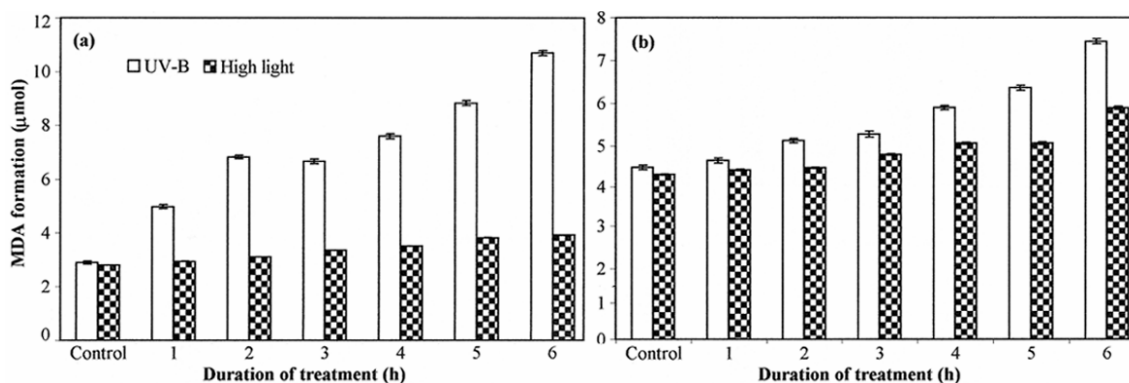 (a)
UV-B High light
MDA formation (µmol)
12
10
8
6
4
2
0
Control 1 2 3 4 5 6
Duration of treatment (h)
(b)
8
7
6
5
4
3
2
1
0
Control 1 2 3 4 5 6
Duration of treatment (h)